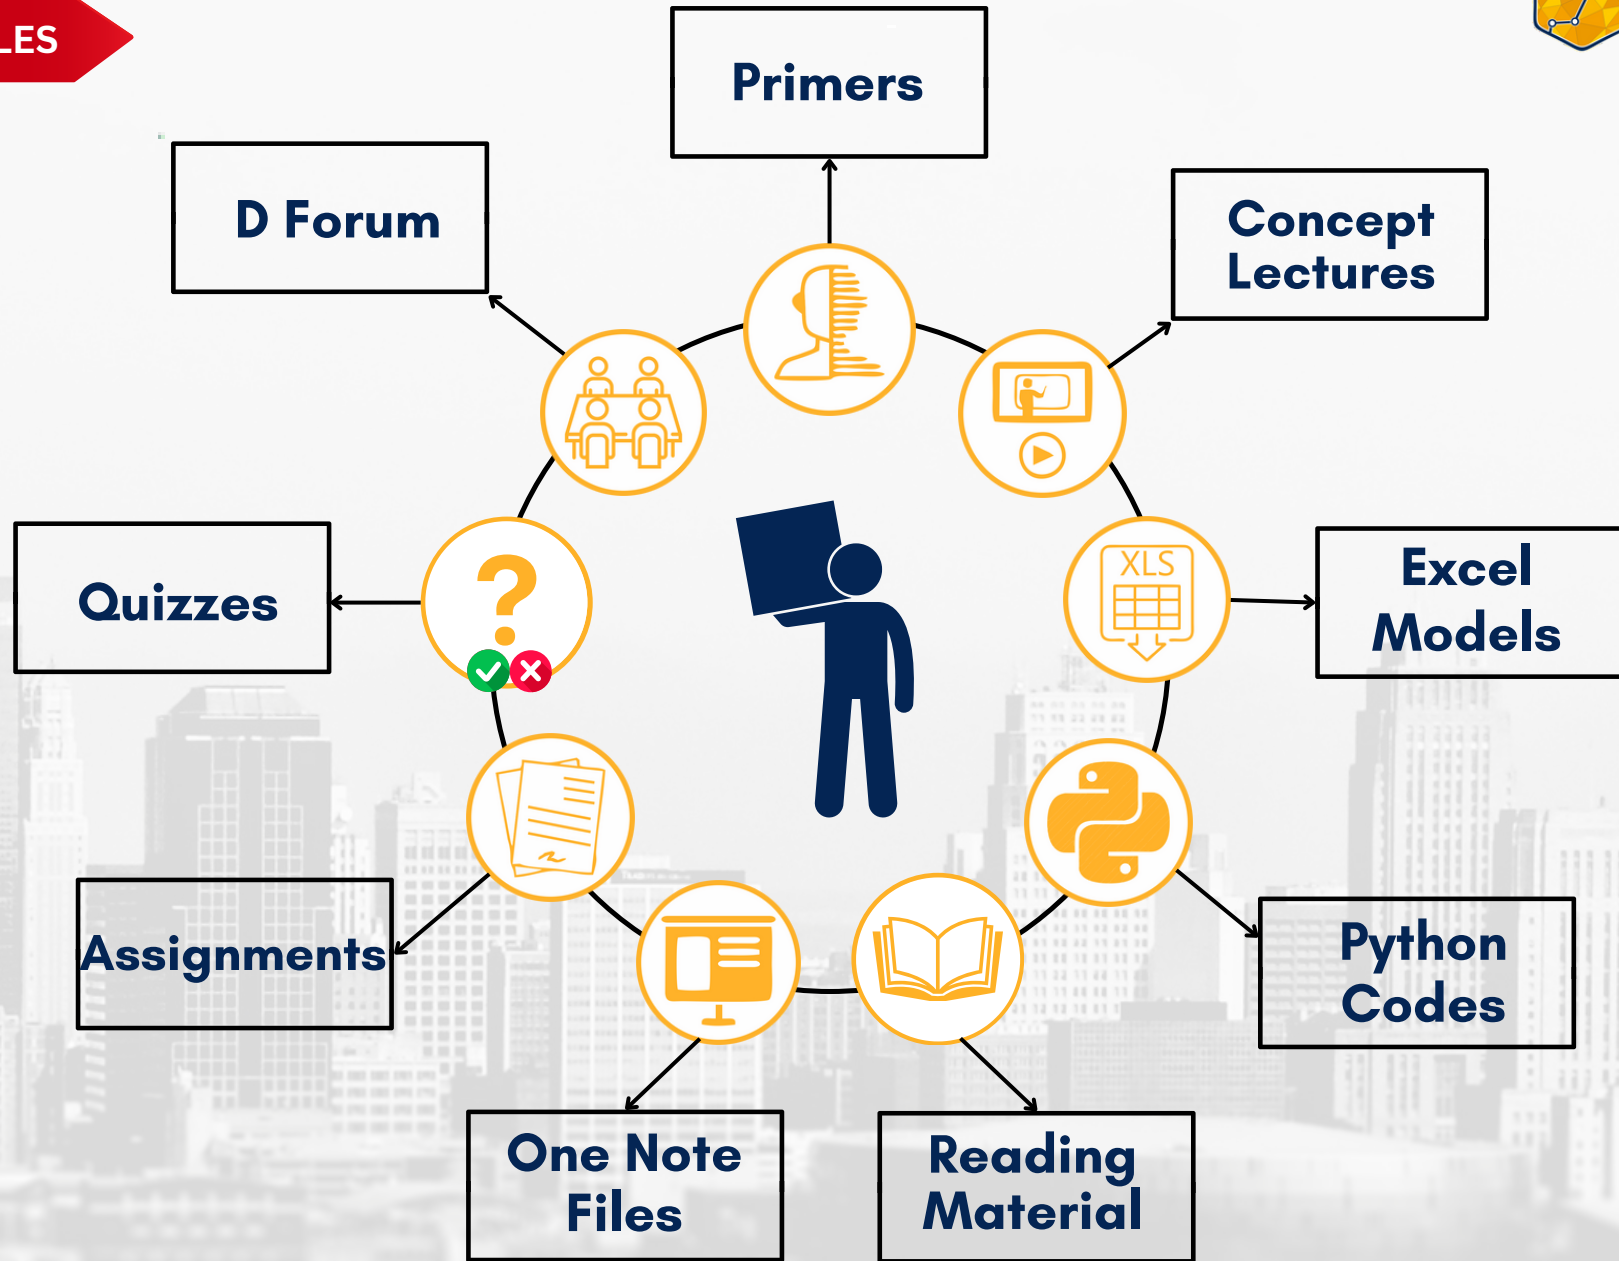 LES
Primers
D Forum
Concept
Lectures
XLS
Excel
Models
Quizzes
Assignments
Python
Codes
One Note
Files
Reading
Material